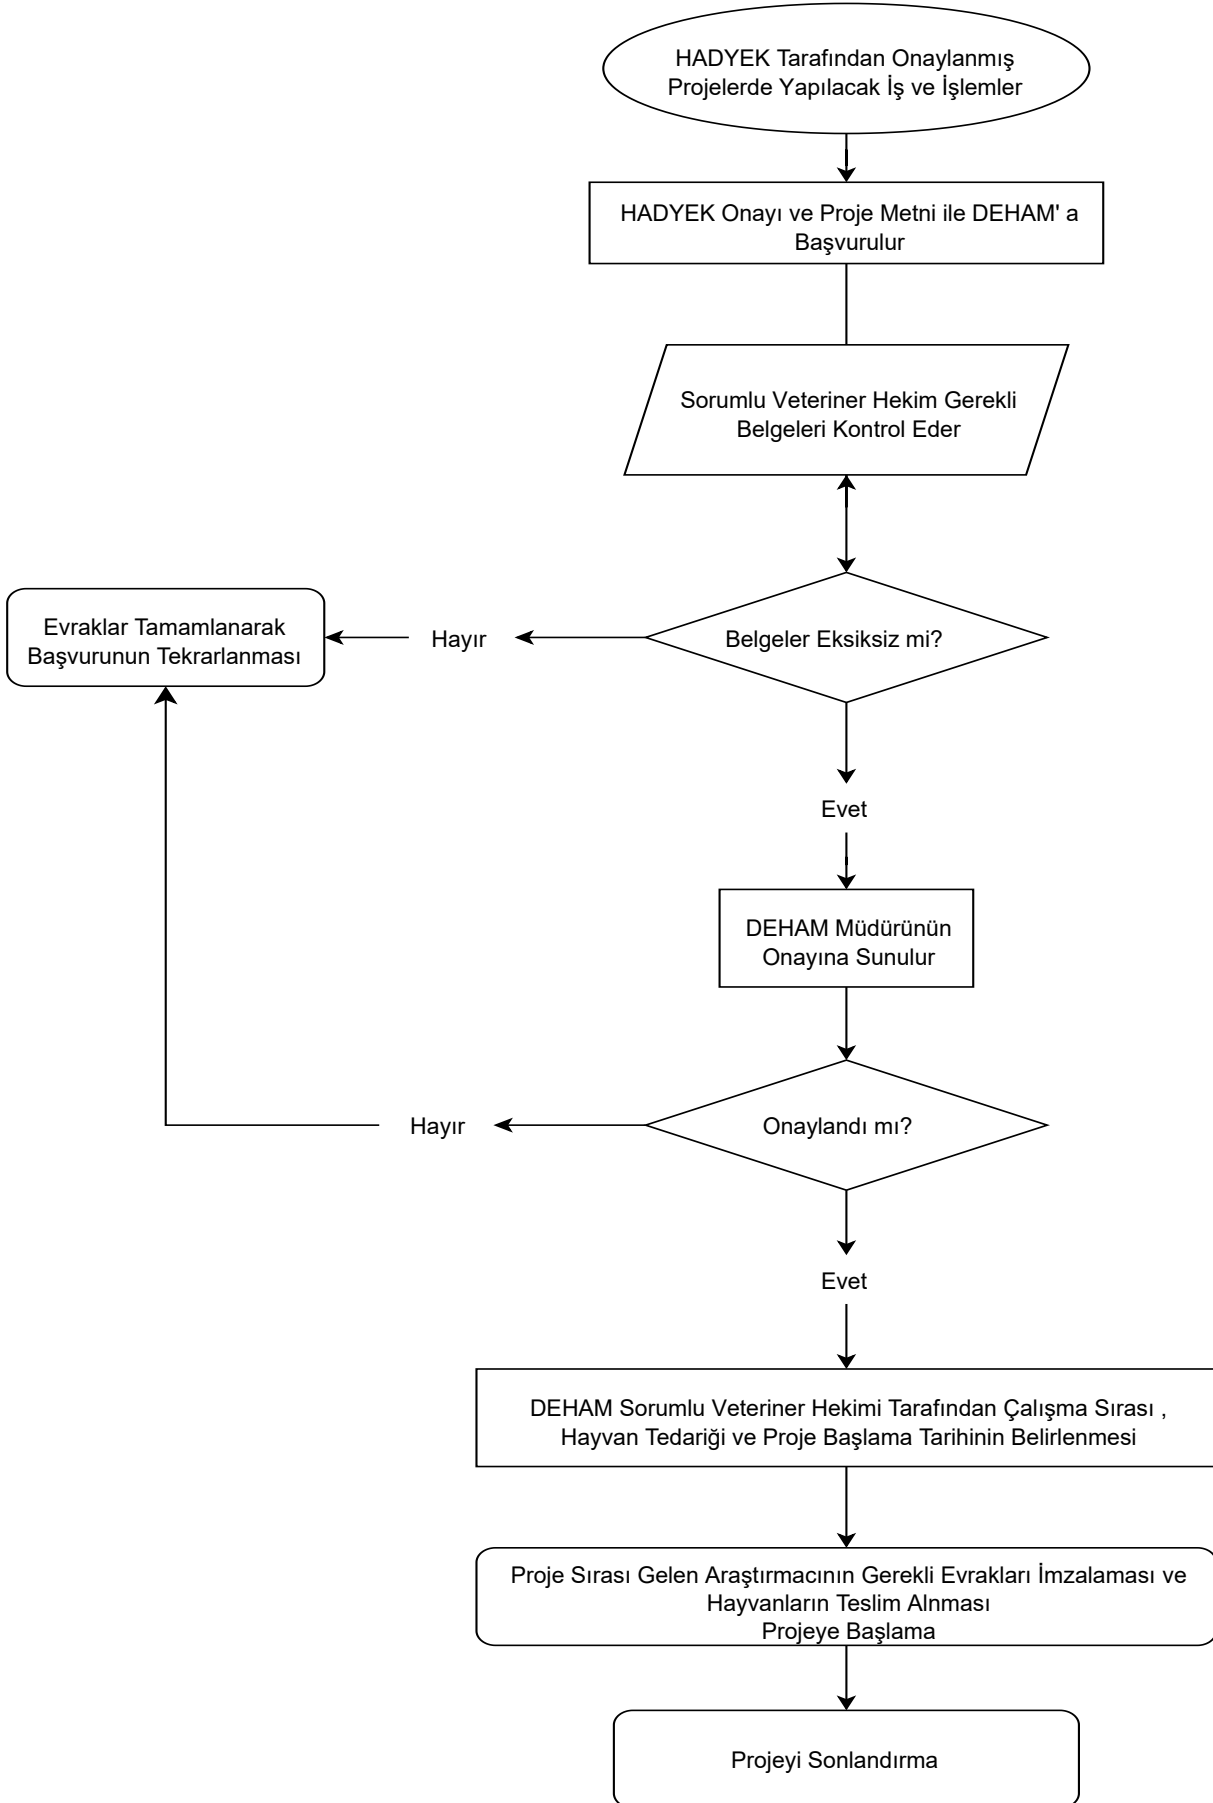 HADYEK Tarafından Onaylanmış
Projelerde Yapılacak İş ve İşlemler
HADYEK Onayı ve Proje Metni ile DEHAM' a
Başvurulur
Sorumlu Veteriner Hekim Gerekli
Belgeleri Kontrol Eder
Belgeler Eksiksiz mi?
Hayır
Evraklar Tamamlanarak
Başvurunun Tekrarlanması
Evet
DEHAM Müdürünün
Onayına Sunulur
Onaylandı mı?
Hayır
Evet
DEHAM Sorumlu Veteriner Hekimi Tarafından Çalışma Sırası ,
Hayvan Tedariği ve Proje Başlama Tarihinin Belirlenmesi
Proje Sırası Gelen Araştırmacının Gerekli Evrakları İmzalaması ve
Hayvanların Teslim Alnması
Projeye Başlama
Projeyi Sonlandırma